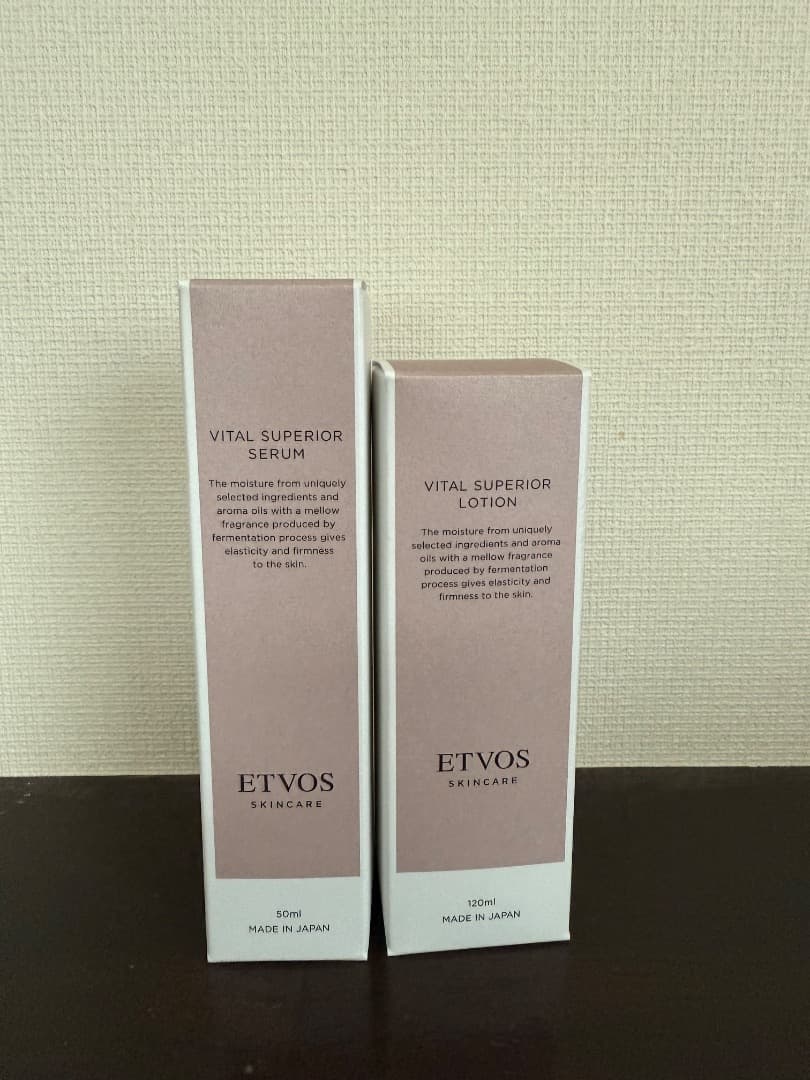 VITAL SUPERIOR
SERUM
The moisture from uniquely
selected ingredients and
aroma oils with a mellow
fragrance produced by
fermentation process gives
elasticity and firmness
to the skin.
ETVOS
SKINCARE
50ml
MADE IN JAPAN
VITAL SUPERIOR
LOTION
The moisture from uniquely
selected ingredients and aroma
oils with a mellow fragrance
produced by fermentation
process gives elasticity and
firmness to the skin.
ETVOS
SKINCARE
120ml
MADE IN JAPAN